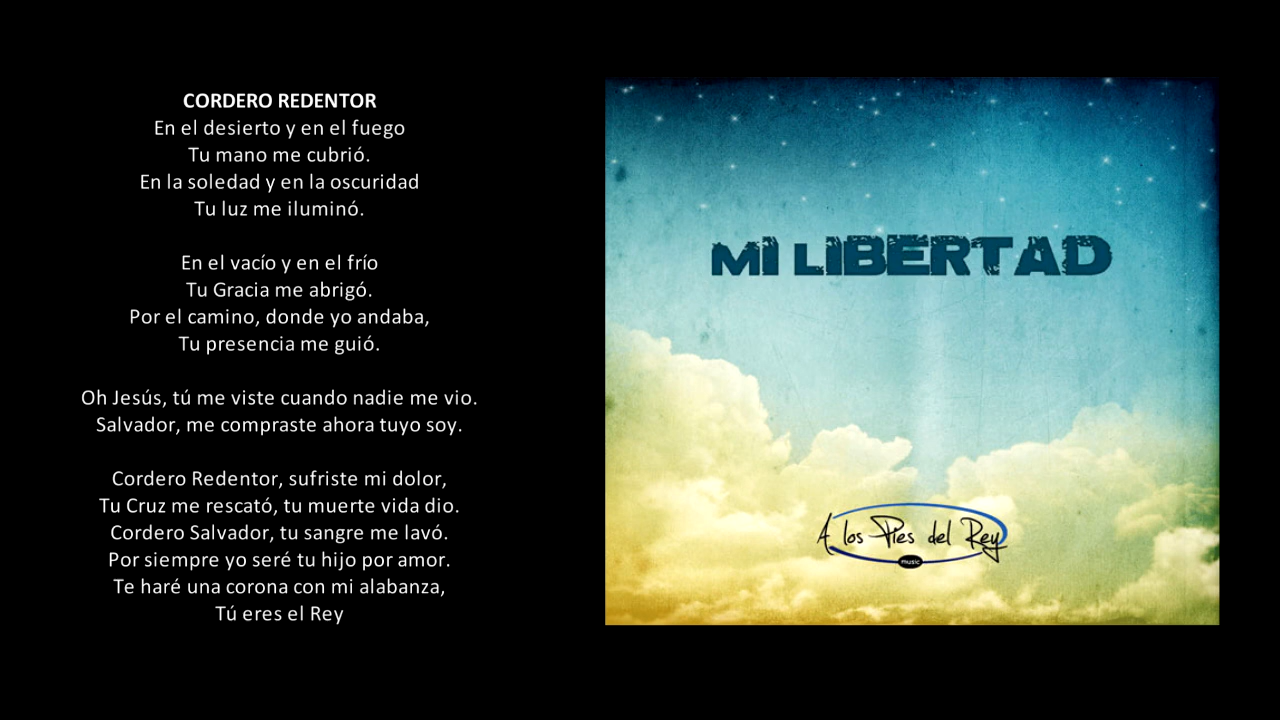 CORDERO REDENTOR
En el desierto y en el fuego
Tu mano me cubrió.
En la soledad y en la oscuridad
Tu luz me iluminó.
En el vacío y en el frío
Tu Gracia me abrigó.
Por el camino, donde yo andaba,
Tu presencia me guió.
Oh Jesús, tú me viste cuando nadie me vio.
Salvador, me compraste ahora tuyo soy.
Cordero Redentor, sufriste mi dolor,
Tu Cruz me rescató, tu muerte vida dio.
Cordero Salvador, tu sangre me lavó.
Por siempre yo seré tu hijo por amor.
Te haré una corona con mi alabanza,
Tú eres el Rey
MI LIBERTAD
A los Pies del Rey
music